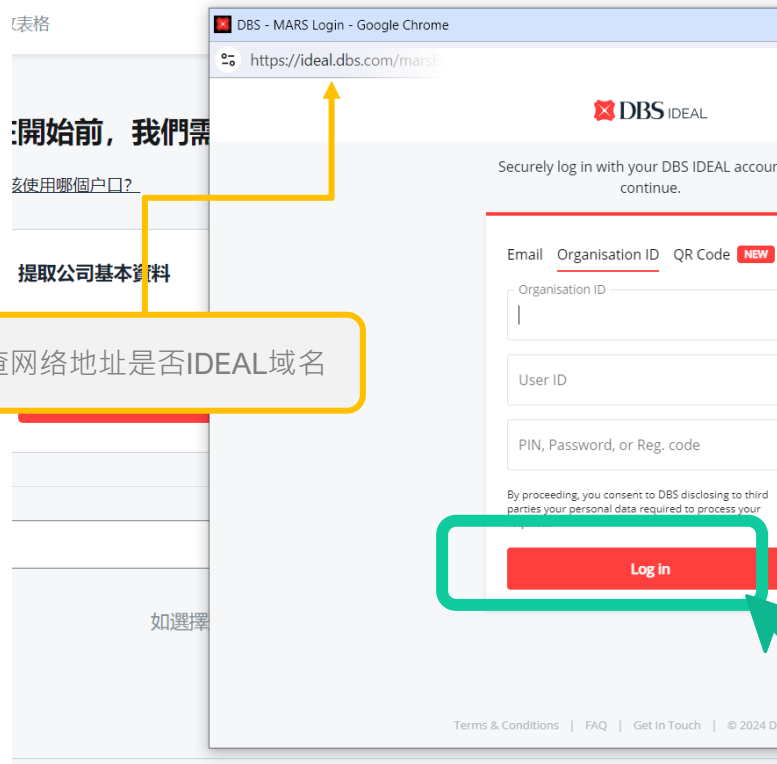 表格
DBS - MARS Login - Google Chrome
https://ideal.dbs.com/mars
開始前，我們需
DBS IDEAL
Securely log in with your DBS IDEAL accoun
continue.
使用哪個户口？
Email Organisation ID QR Code NEW
提取公司基本資料
Organisation ID
网络地址是否IDEAL域名
User ID
PIN, Password, or Reg. code
By proceeding, you consent to DBS disclosing to third
parties your personal data required to process your
Log in
如選擇
Terms & Conditions | FAQ | Get In Touch | © 2024 D